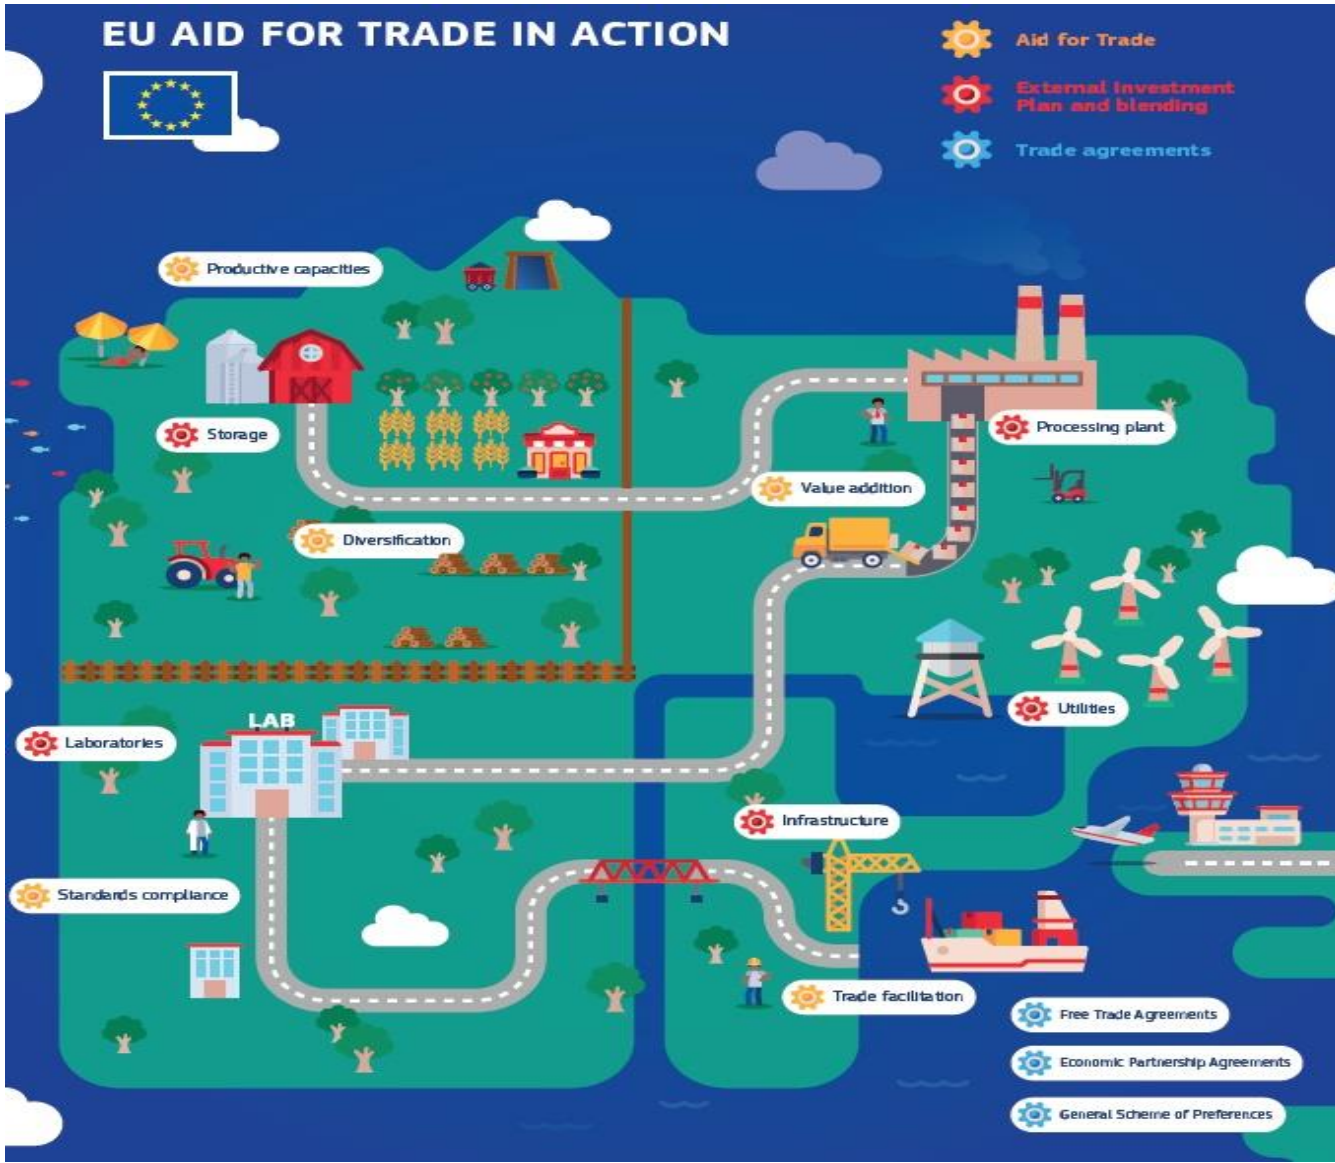 EU AID FOR TRADE IN ACTION
Aid for Trade
External Investment
Plan and blending
Trade agreements
Productive capacities
Storage
Processing plant
Value addition
Diversification
LAB
Utilities
Laboratories
Infrastructure
Standards compliance
Trade facilitation
Free Trade Agreements
Economic Partnership Agreements
General Scheme of Preferences